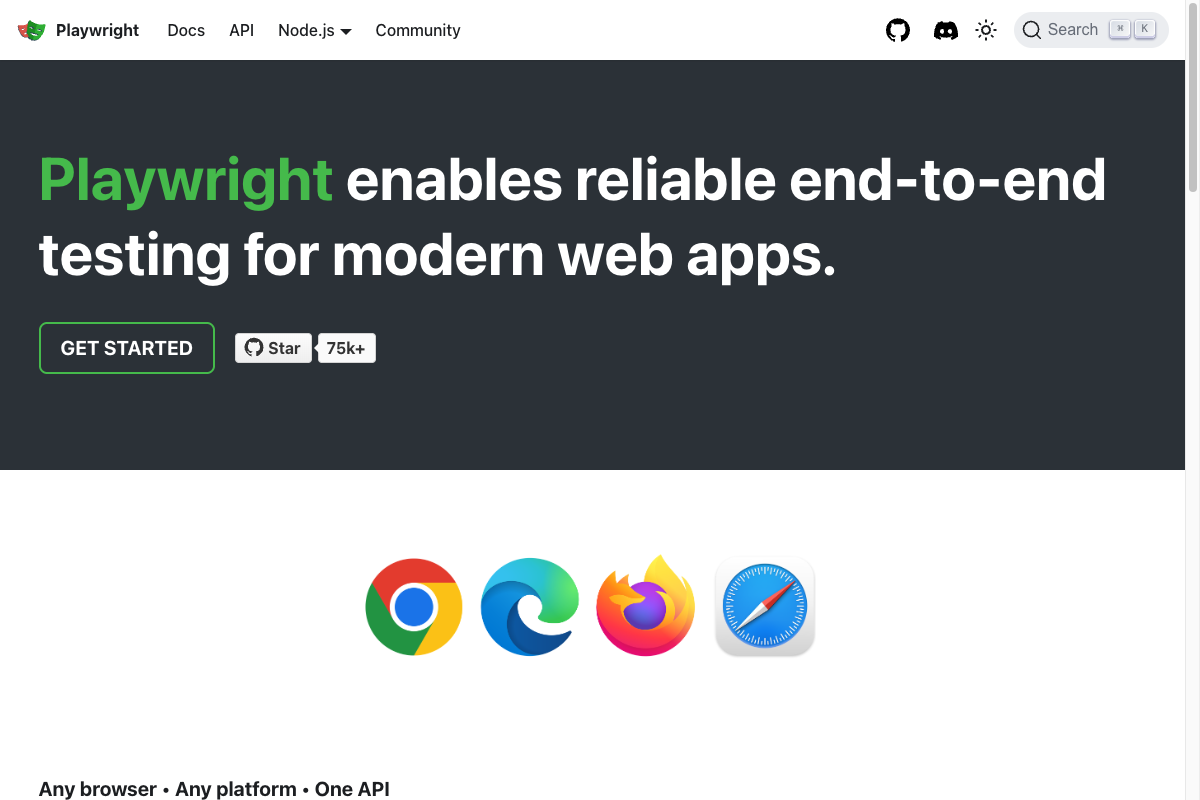 Playwright Docs API Node.js Community Search ⌘ K
Playwright enables reliable end-to-end
testing for modern web apps.
GET STARTED Star 75k+
Any browser • Any platform • One API